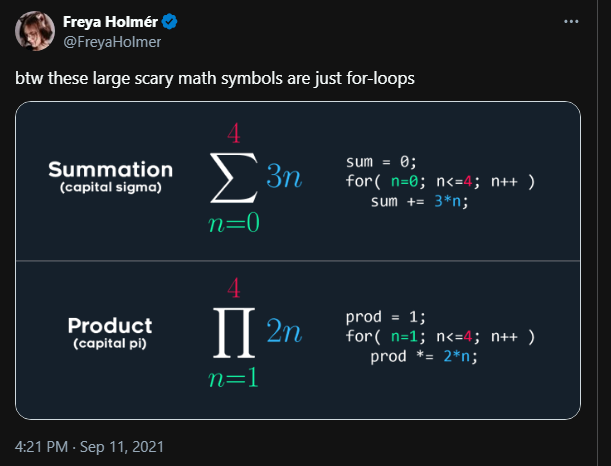 Freya Holmér
@FreyaHolmer
btw these large scary math symbols are just for-loops
Summation
(capital sigma)
4
∑ 3n
n=0
sum = 0;
for( n=0; n<=4; n++ )
sum += 3*n;
Product
(capital pi)
4
∏ 2n
n=1
prod = 1;
for( n=1; n<=4; n++ )
prod *= 2*n;
4:21 PM · Sep 11, 2021